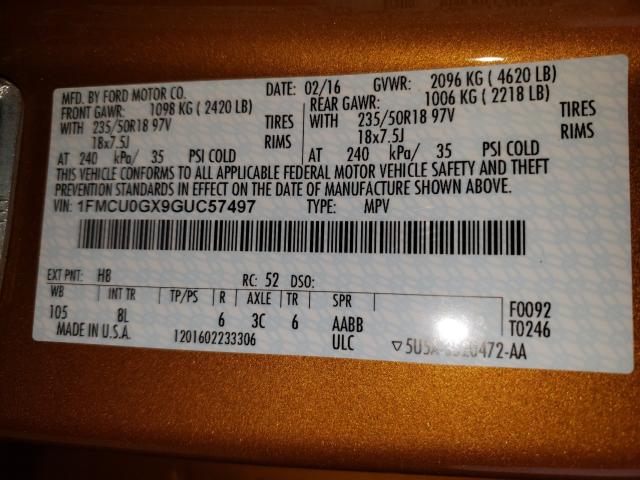 MFD. BY FORD MOTOR CO. DATE: 02/16 GVWR: 2096 KG ( 4620 LB)
FRONT GAWR: 1098 KG ( 2420 LB) REAR GAWR: 1006 KG ( 2218 LB)
WITH 235/50R18 97V TIRES WITH 235/50R18 97V TIRES
18x7.5J RIMS 18x7.5J RIMS
AT 240 kPa/ 35 PSI COLD AT 240 kPa/ 35 PSI COLD
THIS VEHICLE CONFORMS TO ALL APPLICABLE FEDERAL MOTOR VEHICLE SAFETY AND THEFT
PREVENTION STANDARDS IN EFFECT ON THE DATE OF MANUFACTURE SHOWN ABOVE.
VIN: 1FMCU0GX9GUC57497 TYPE: MPV
EXT PNT: H8 RC: 52 DSO:
WB INT TR TP/PS R AXLE TR SPR F0092
105 8L 6 3C 6 AABB T0246
MADE IN U.S.A. 1201602233306 ULC